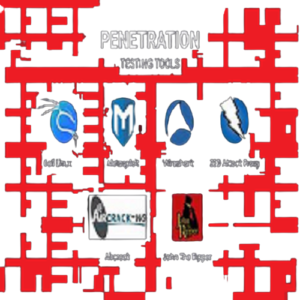 PENETRATION
TESTING TOOLS
Kali Linux
Metasploit
Wireshark
ZED Attack Proxy
AIRCRACK-NG
Aircrack
John The Ripper